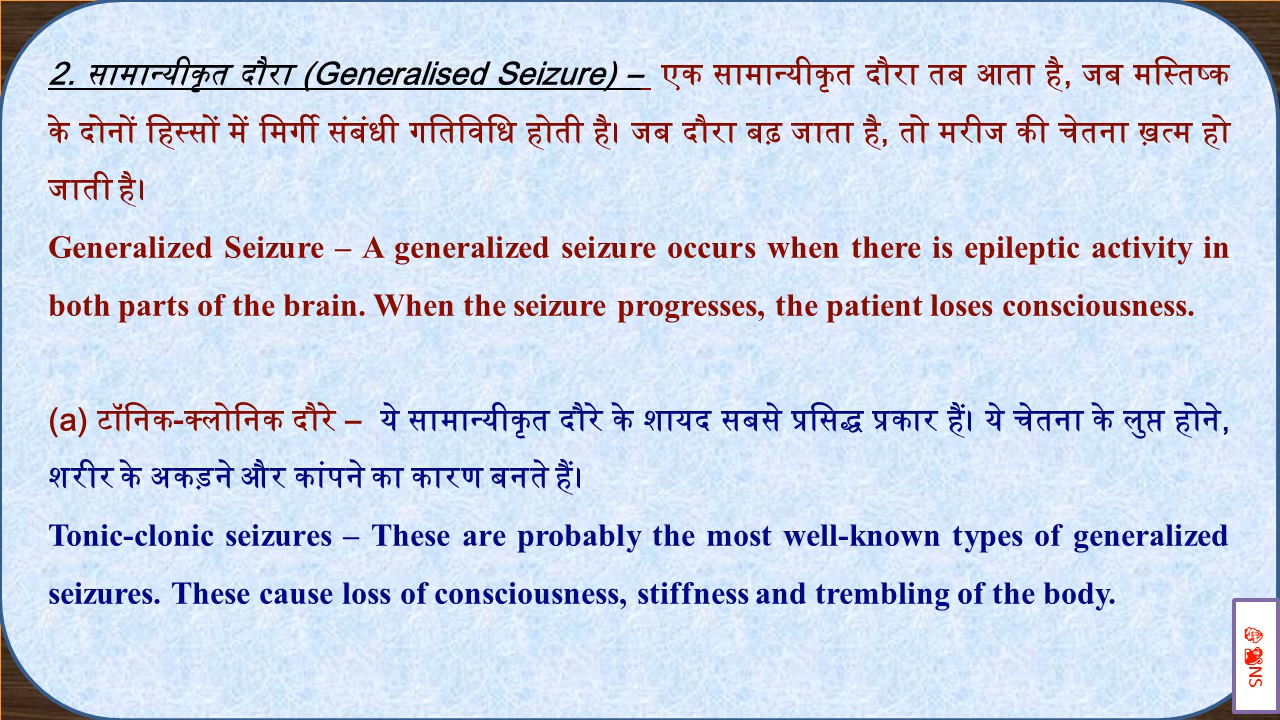 2. सामान्यीकृत दौरा (Generalised Seizure) – एक सामान्यीकृत दौरा तब आता है, जब मस्तिष्क
के दोनों हिस्सों में मिर्गी संबंधी गतिविधि होती है। जब दौरा बढ़ जाता है, तो मरीज की चेतना ख़त्म हो
जाती है।
Generalized Seizure – A generalized seizure occurs when there is epileptic activity in
both parts of the brain. When the seizure progresses, the patient loses consciousness.
(a) टॉनिक-क्लोनिक दौरे – ये सामान्यीकृत दौरे के शायद सबसे प्रसिद्ध प्रकार हैं। ये चेतना के लुप्त होने,
शरीर के अकड़ने और कांपने का कारण बनते हैं।
Tonic-clonic seizures – These are probably the most well-known types of generalized
seizures. These cause loss of consciousness, stiffness and trembling of the body.
NS